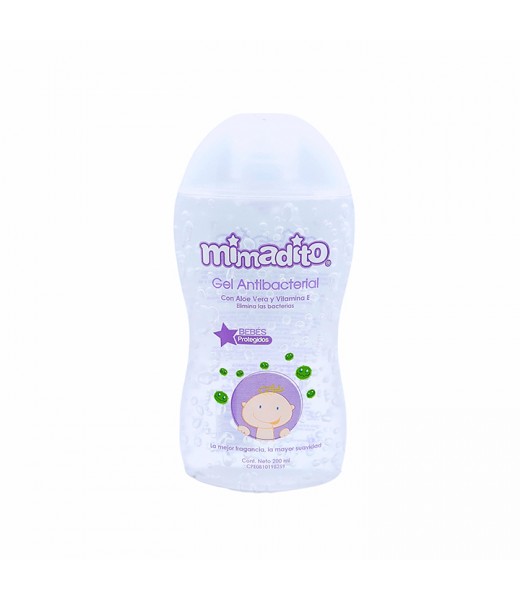 mimadito®
Gel Antibacterial
Con Aloe Vera y Vitamina E
Elimina las bacterias
BEBÉS
Protegidos
La mejor fragancia, la mayor suavidad!
Cont. Neto 200 ml